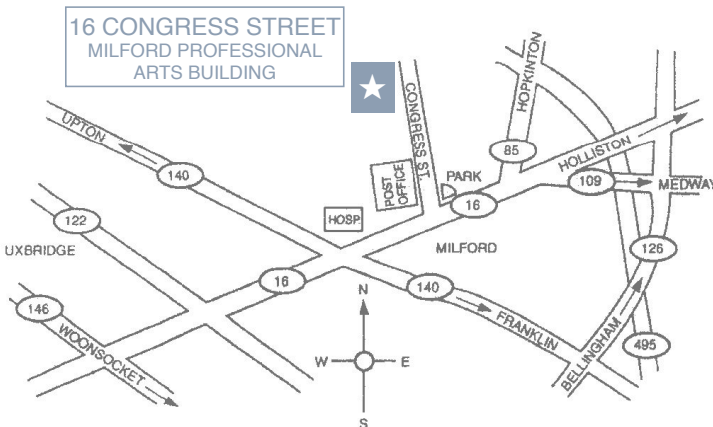 16 CONGRESS STREET
MILFORD PROFESSIONAL
ARTS BUILDING
UPTON
140
CONGRESS ST.
HOPKINTON
85
HOLLISTON
POST
OFFICE
PARK
109
MEDWAY
16
HOSP.
122
UXBRIDGE
MILFORD
126
16
140
146
WOONSOCKET
N
W
E
S
FRANKLIN
BELLINGHAM
495